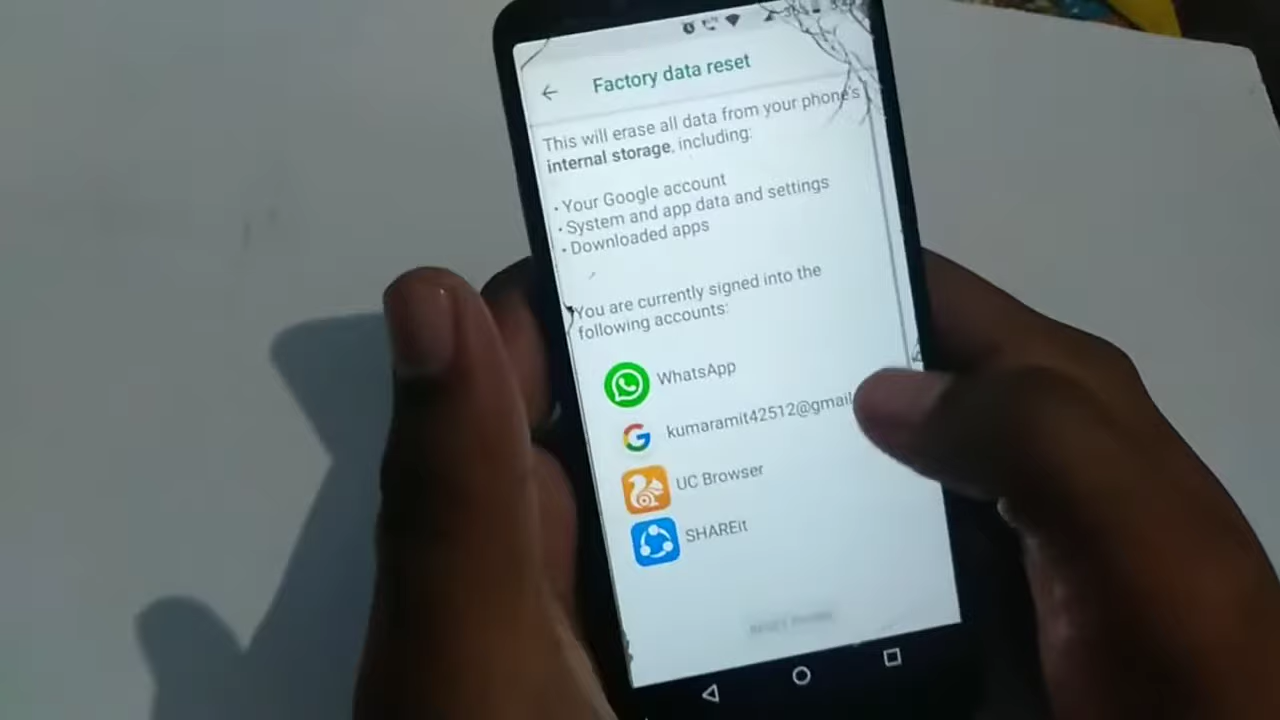 Factory data reset
This will erase all data from your phone's
internal storage, including:
• Your Google account
• System and app data and settings
• Downloaded apps
You are currently signed into the
following accounts:
WhatsApp
kumaramit42512@gmail
UC Browser
SHAREit
RESET PHONE